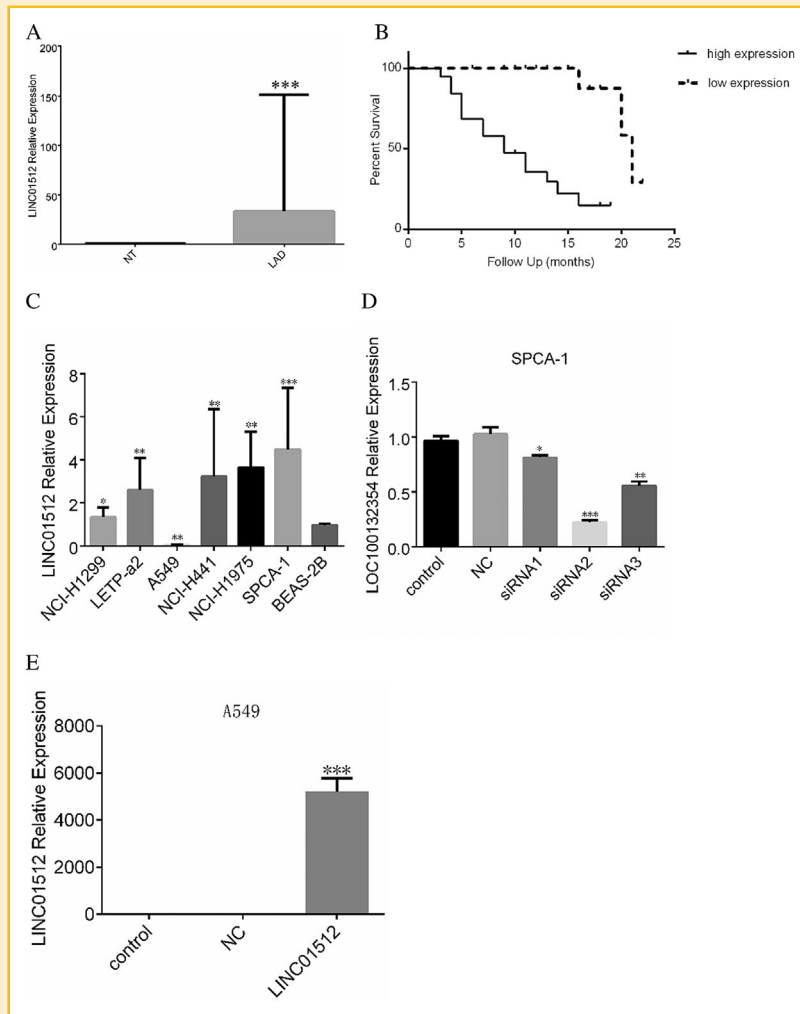 A
LINC01512 Relative Expression
200
150
100
50
0
***
NT
LAD
B
Percent Survival
100
50
0
0 5 10 15 20 25
Follow Up (months)
high expression
low expression
C
LINC01512 Relative Expression
8
6
4
2
0
*
**
**
**
**
***
NCI-H1299
LETP-a2
A549
NCI-H441
NCI-H1975
SPCA-1
BEAS-2B
D
SPCA-1
LOC100132354 Relative Expression
1.5
1.0
0.5
0.0
*
***
**
control
NC
siRNA1
siRNA2
siRNA3
E
A549
LINC01512 Relative Expression
8000
6000
4000
2000
0
***
control
NC
LINC01512